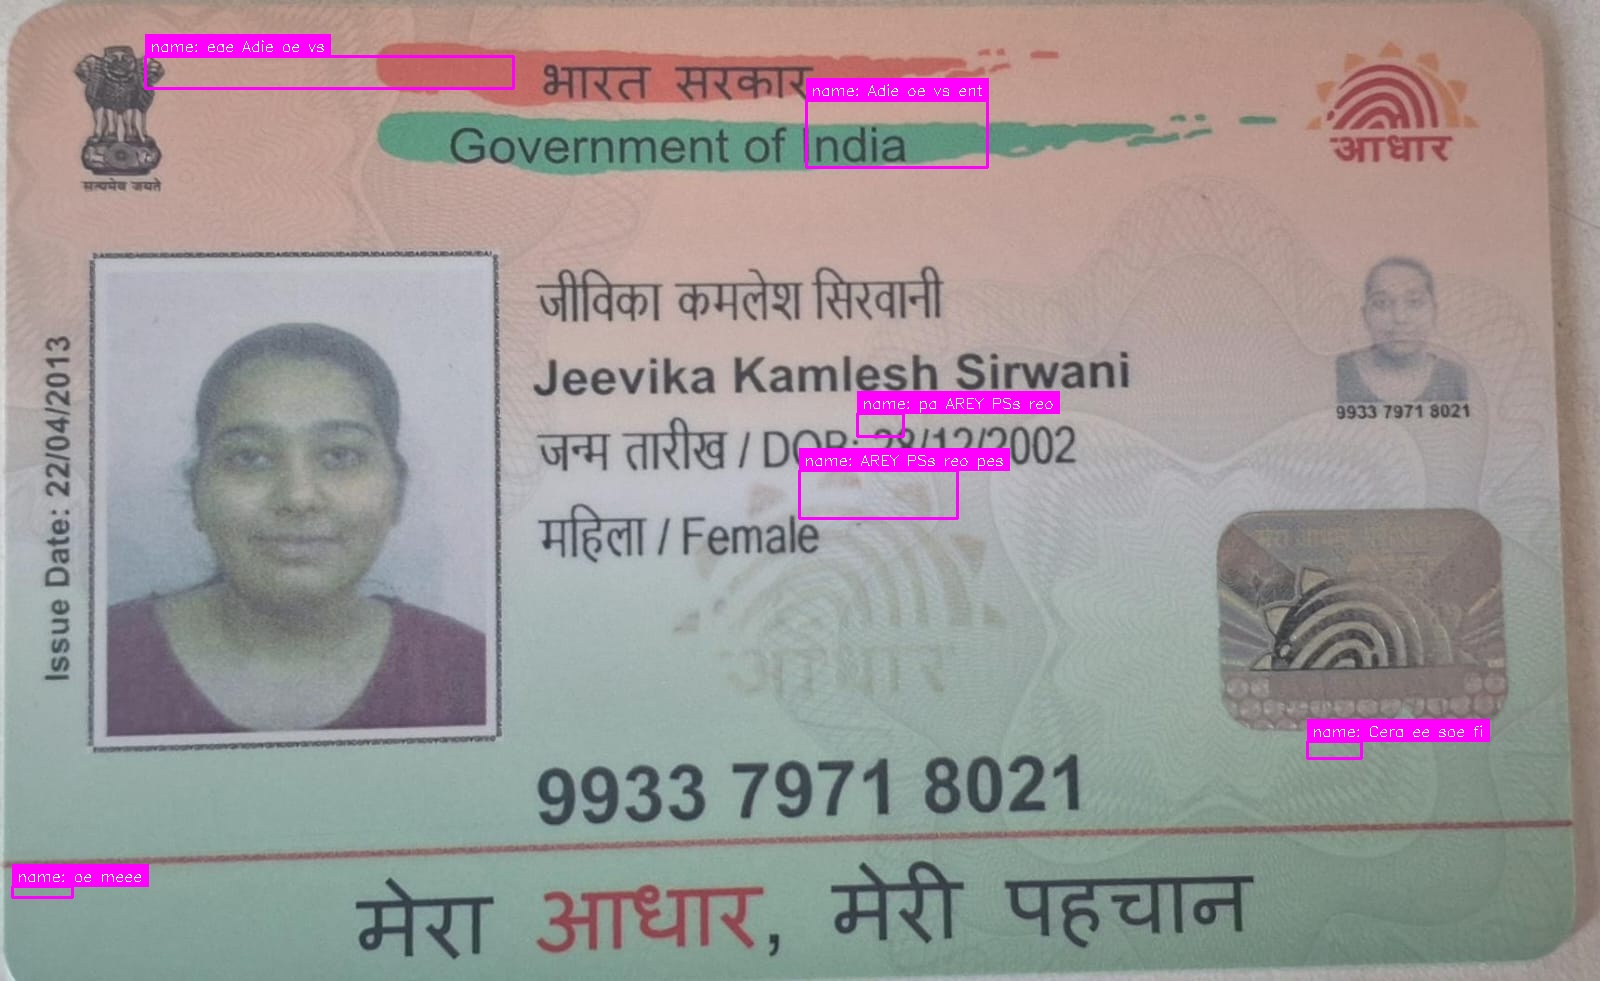 name: eae Adie oe vs
भारत सरकार
name: Adie oe vs ent
Government of India
सत्यमेव जयते
आधार
जीविका कमलेश सिरवानी
Jeevika Kamlesh Sirwani
name: pa AREY PSs reo
जन्म तारीख / DOB: 28/12/2002
name: AREY PSs reo pes
महिला / Female
Issue Date: 22/04/2013
9933 7971 8021
आधार
name: Cera ee soe fi
9933 7971 8021
name: oe meee
मेरा आधार, मेरी पहचान